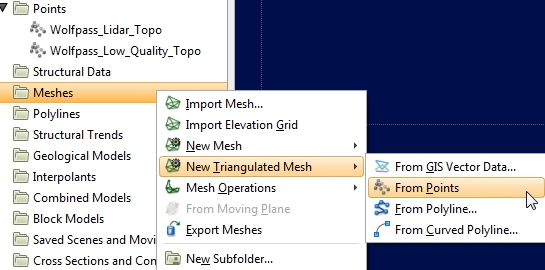 Points
Wolfpass_Lidar_Topo
Wolfpass_Low_Quality_Topo
Structural Data
Meshes
Polylines
Structural Trends
Geological Models
Interpolants
Combined Models
Block Models
Saved Scenes and Movi
Cross Sections and Con
Import Mesh...
Import Elevation Grid
New Mesh
New Triangulated Mesh
Mesh Operations
From Moving Plane
Export Meshes
New Subfolder...
From GIS Vector Data...
From Points
From Polyline...
From Curved Polyline...